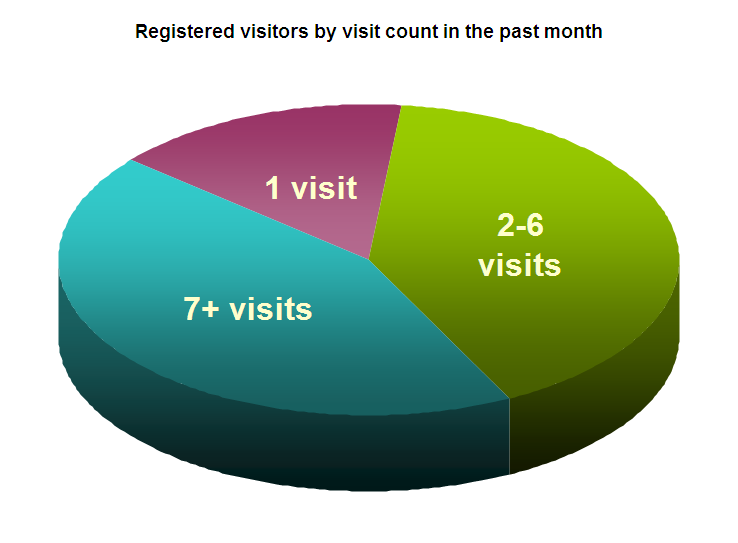 Registered visitors by visit count in the past month
1 visit
2-6
visits
7+ visits